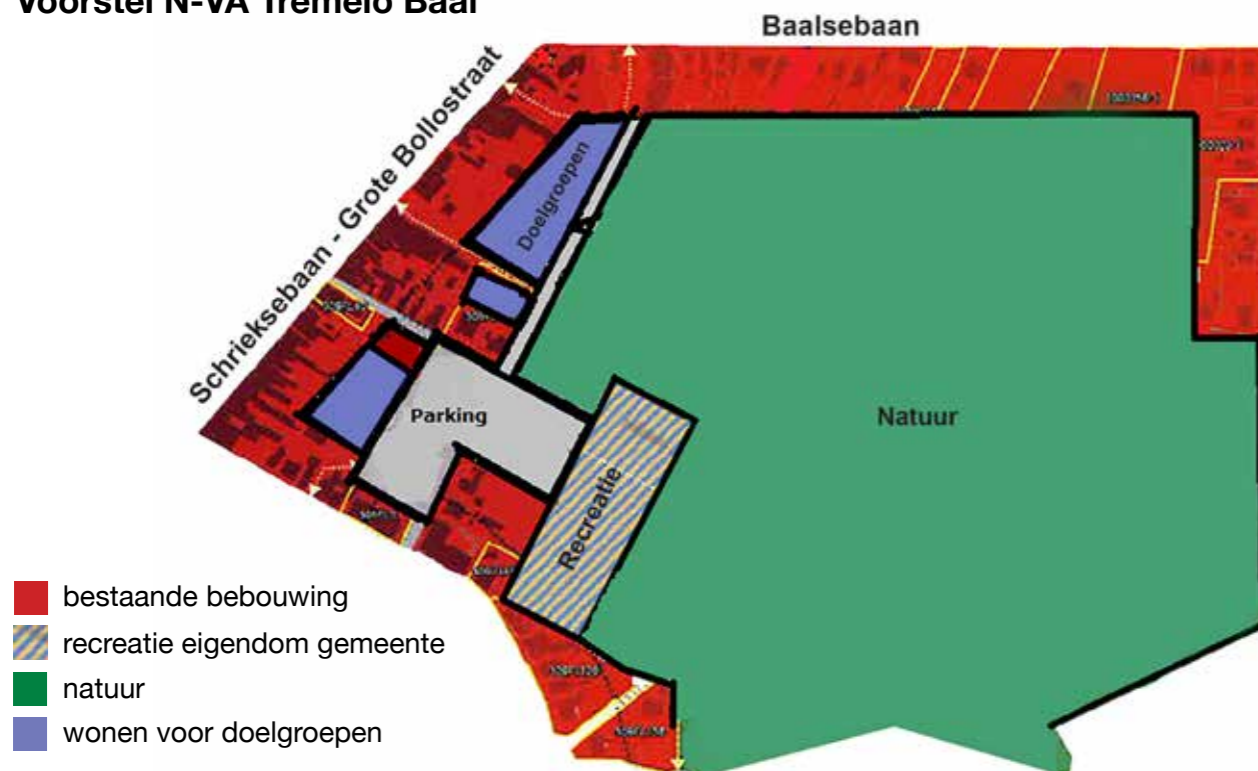 Voorstel N-VA Tremelo Baal
Baalsebaan
Schrieksebaan - Grote Bollostraat
Doelgroepen
Parking
Natuur
Recreatie
bestaande bebouwing
recreatie eigendom gemeente
natuur
wonen voor doelgroepen